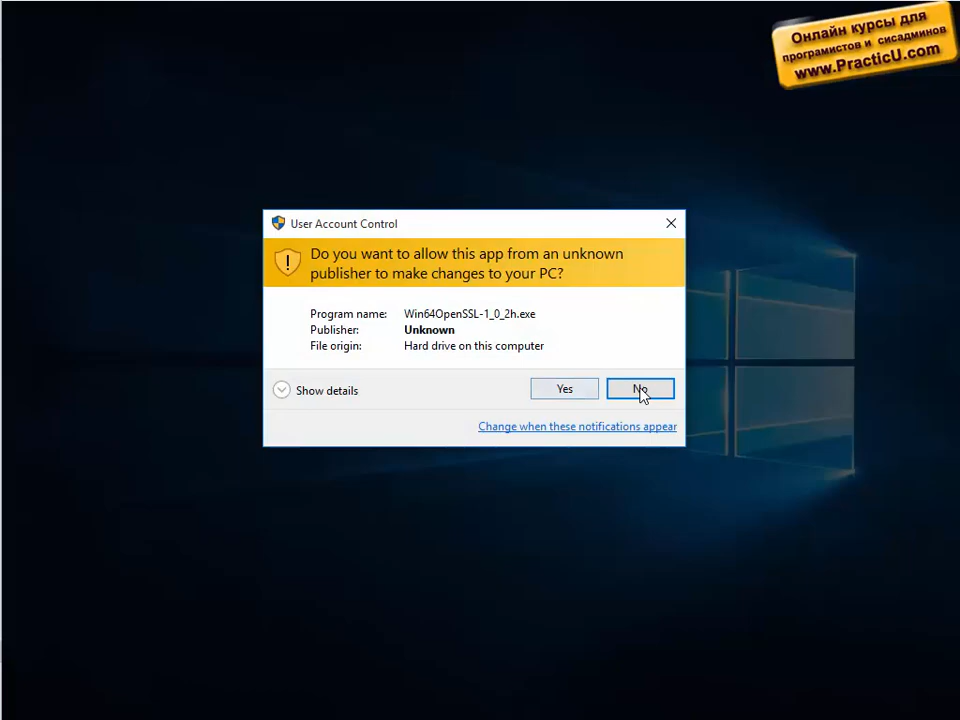 Онлайн курсы для
програмистов и сисадминов
www.PracticU.com
User Account Control
Do you want to allow this app from an unknown
publisher to make changes to your PC?
Program name: Win64OpenSSL-1_0_2h.exe
Publisher: Unknown
File origin: Hard drive on this computer
Show details
Yes
No
Change when these notifications appear